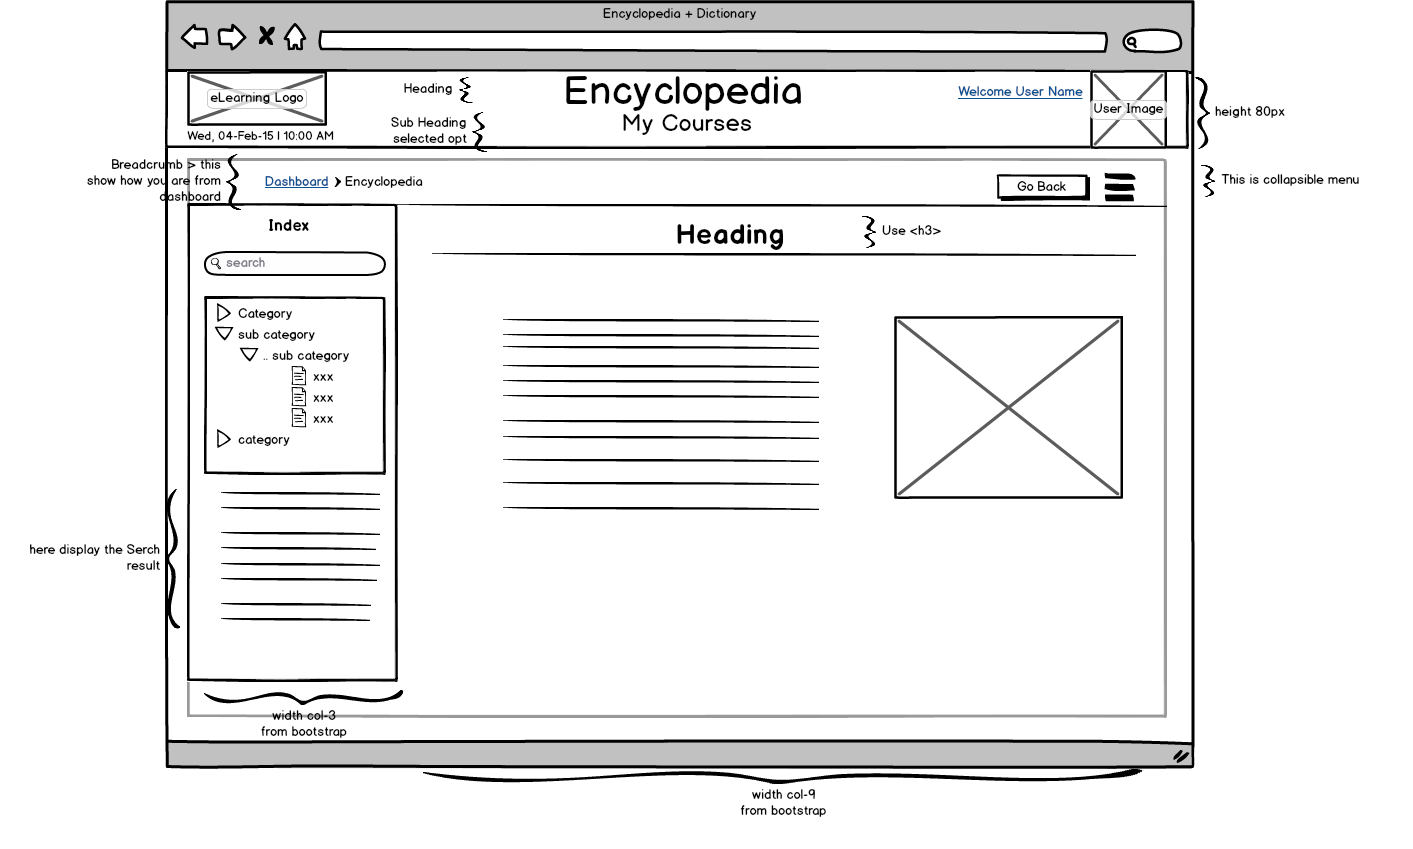 Encyclopedia + Dictionary
eLearning Logo
Wed, 04-Feb-15 | 10:00 AM
Heading
Sub Heading
selected opt
Encyclopedia
My Courses
Welcome User Name
User Image
height 80px
Breadcrumb > this
show how you are from
dashboard
Dashboard > Encyclopedia
Go Back
This is collapsible menu
Index
search
Category
sub category
.. sub category
xxx
xxx
xxx
category
Heading
Use <h3>
here display the Serch
result
width col-3
from bootstrap
width col-9
from bootstrap